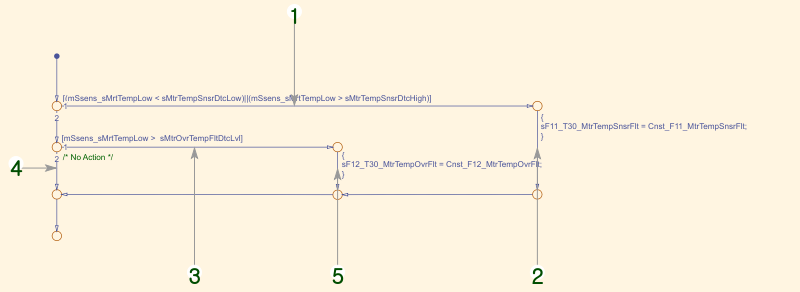 1
[(mSsens_sMrtTempLow < sMtrTempSnsrDtcLow)||(mSsens_sMrtTempLow > sMtrTempSnsrDtcHigh)]
1
2
{
sF11_T30_MtrTempSnsrFlt = Cnst_F11_MtrTempSnsrFlt;
}
[mSsens_sMrtTempLow > sMtrOvrTempFltDtcLvl]
1
2
/* No Action */
{
sF12_T30_MtrTempOvrFlt = Cnst_F12_MtrTempOvrFlt;
}
4
3
5
2